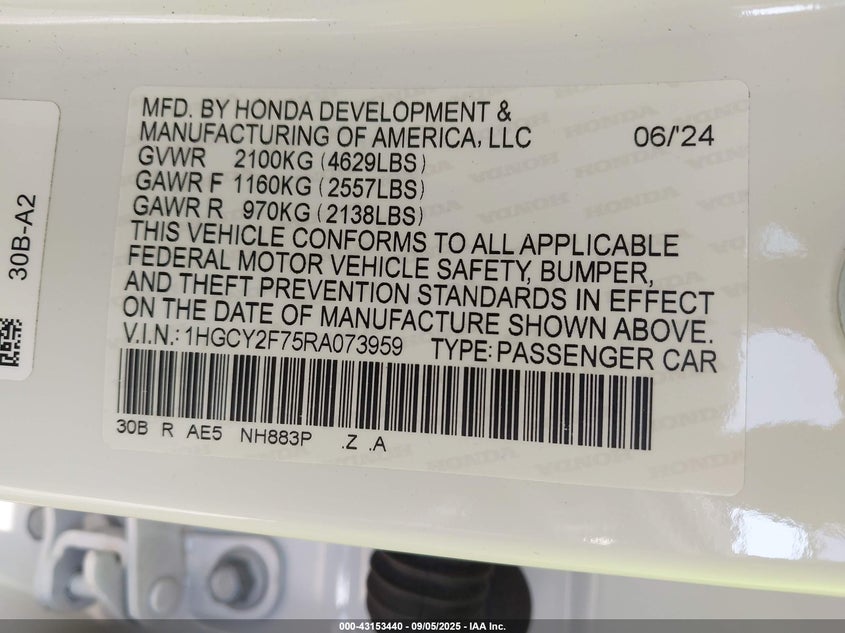 MFD. BY HONDA DEVELOPMENT &
MANUFACTURING OF AMERICA, LLC 06/'24
GVWR 2100KG (4629LBS)
GAWR F 1160KG (2557LBS)
GAWR R 970KG (2138LBS)
THIS VEHICLE CONFORMS TO ALL APPLICABLE
FEDERAL MOTOR VEHICLE SAFETY, BUMPER,
AND THEFT PREVENTION STANDARDS IN EFFECT
ON THE DATE OF MANUFACTURE SHOWN ABOVE.
V.I.N.: 1HGCY2F75RA073959 TYPE: PASSENGER CAR
30B R AE5 NH883P .Z .A
30B-A2
000-43153440 - 09/05/2025 - IAA Inc.